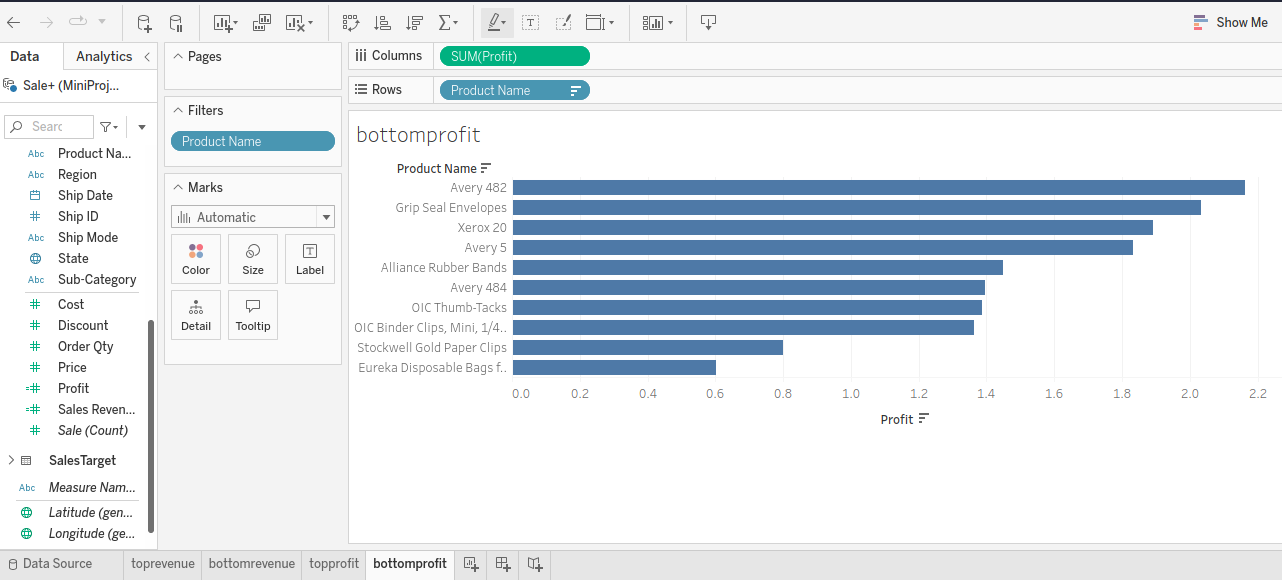 Show Me
Data
Analytics
Sale+ (MiniProj...
Searc
Abc Product Na...
Abc Region
Ship Date
Ship ID
Abc Ship Mode
State
Abc Sub-Category
Cost
Discount
Order Qty
Price
Profit
Sales Reven...
Sale (Count)
SalesTarget
Abc Measure Nam...
Latitude (gen...
Longitude (ge...
Pages
Filters
Product Name
Marks
Automatic
Color Size Label
Detail Tooltip
Columns SUM(Profit)
Rows Product Name
bottomprofit
Product Name
Avery 482
Grip Seal Envelopes
Xerox 20
Avery 5
Alliance Rubber Bands
Avery 484
OIC Thumb-Tacks
OIC Binder Clips, Mini, 1/4..
Stockwell Gold Paper Clips
Eureka Disposable Bags f..
0.0 0.2 0.4 0.6 0.8 1.0 1.2 1.4 1.6 1.8 2.0 2.2
Profit
Data Source toprevenue bottomrevenue topprofit bottomprofit